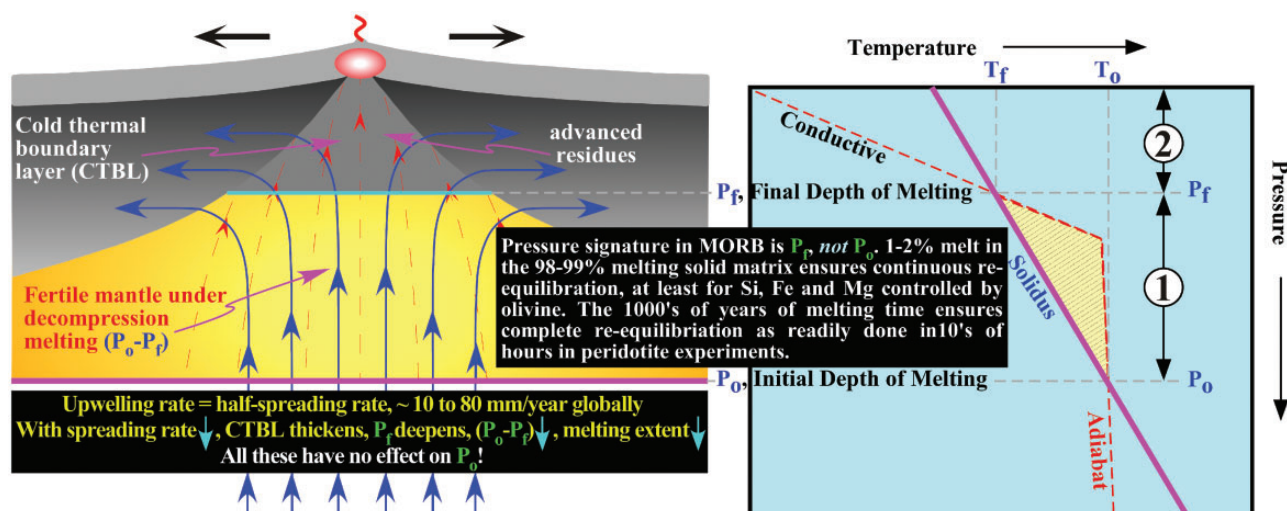 Cold thermal
boundary
layer (CTBL)
advanced
residues
Fertile mantle under
decompression
melting (Po-Pf)
Pf, Final Depth of Melting
Pressure signature in MORB is Pf, not Po. 1-2% melt in
the 98-99% melting solid matrix ensures continuous re-
equilibration, at least for Si, Fe and Mg controlled by
olivine. The 1000's of years of melting time ensures
complete re-equilibriation as readily done in10's of
hours in peridotite experiments.
Po, Initial Depth of Melting
Upwelling rate = half-spreading rate, ~ 10 to 80 mm/year globally
With spreading rate↓, CTBL thickens, Pf deepens, (Po-Pf)↓, melting extent↓
All these have no effect on Po!
Temperature
Tf
To
Conductive
2
Pf
Pressure
Solidus
1
Po
Adiabat